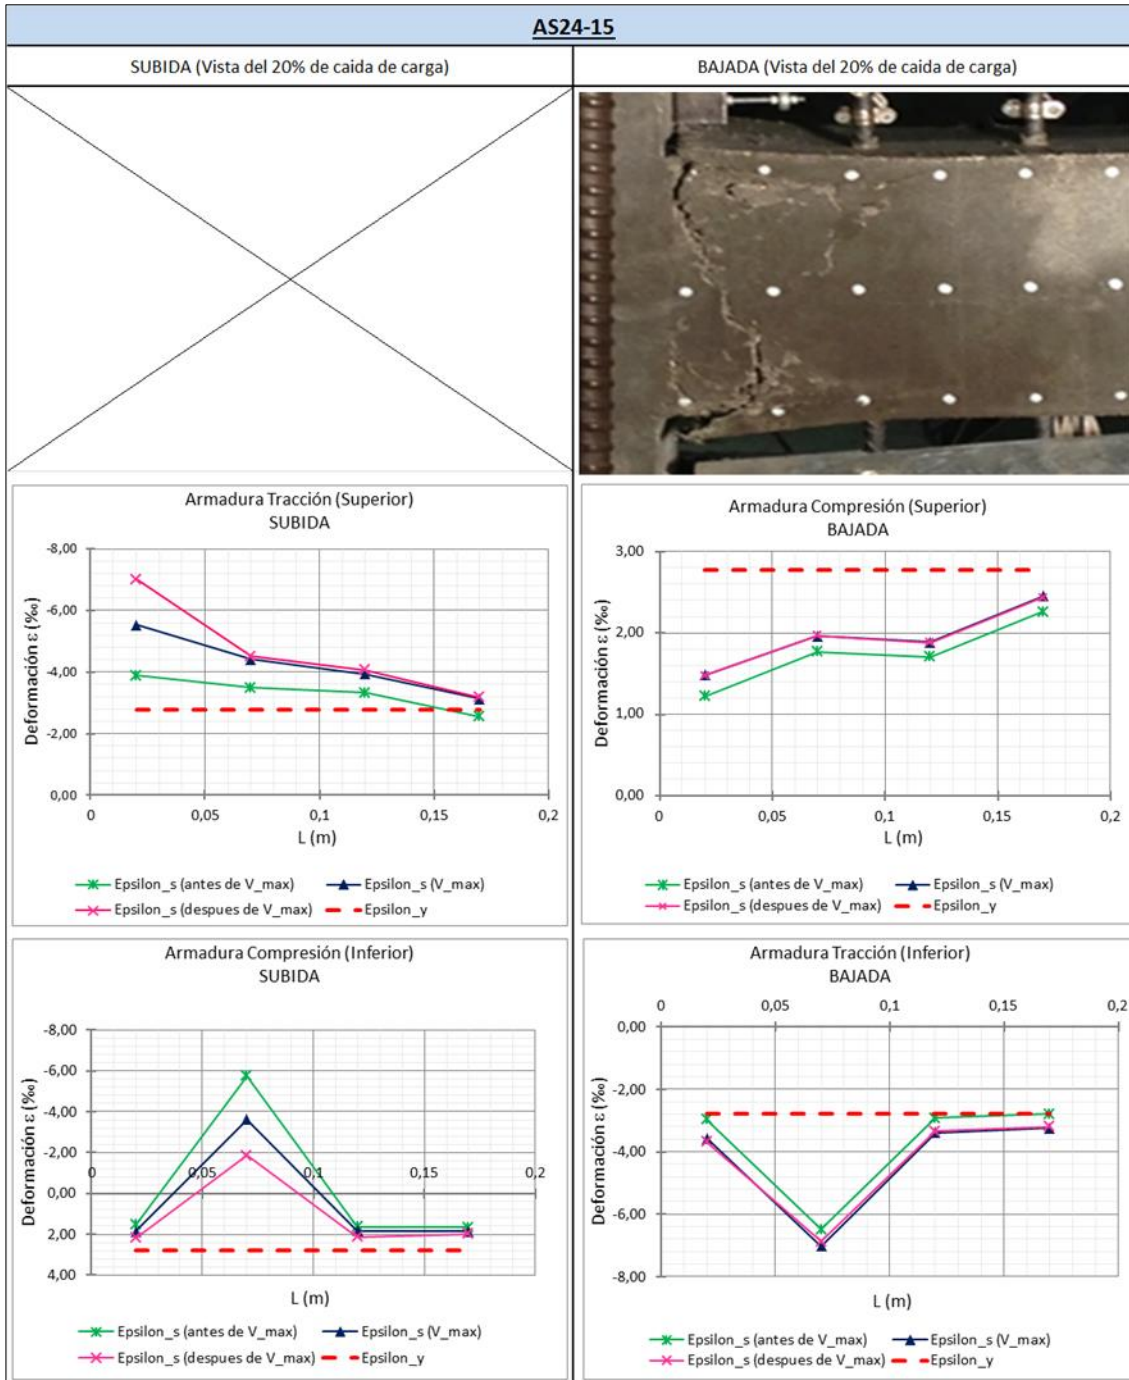 AS24-15
SUBIDA (Vista del 20% de caida de carga)
BAJADA (Vista del 20% de caida de carga)
Armadura Tracción (Superior)
SUBIDA
-8,00
-6,00
-4,00
-2,00
0,00
0
0,05
0,1
0,15
0,2
Deformación ε (‰)
L (m)
Epsilon_s (antes de V_max)
Epsilon_s (V_max)
Epsilon_s (despues de V_max)
Epsilon_y
Armadura Compresión (Superior)
BAJADA
3,00
2,00
1,00
0,00
0
0,05
0,1
0,15
0,2
Deformación ε (‰)
L (m)
Epsilon_s (antes de V_max)
Epsilon_s (V_max)
Epsilon_s (despues de V_max)
Epsilon_y
Armadura Compresión (Inferior)
SUBIDA
-8,00
-6,00
-4,00
-2,00
0,00
2,00
4,00
0
0,05
0,1
0,15
0,2
Deformación ε (‰)
L (m)
Epsilon_s (antes de V_max)
Epsilon_s (V_max)
Epsilon_s (despues de V_max)
Epsilon_y
Armadura Tracción (Inferior)
BAJADA
0
0,05
0,1
0,15
0,2
0,00
-2,00
-4,00
-6,00
-8,00
Deformación ε (‰)
L (m)
Epsilon_s (antes de V_max)
Epsilon_s (V_max)
Epsilon_s (despues de V_max)
Epsilon_y